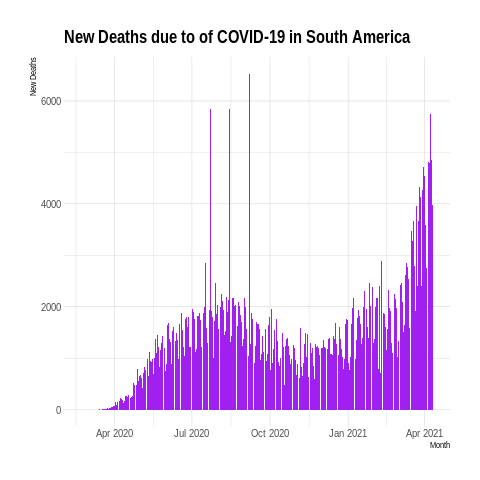 New Deaths due to of COVID-19 in South America
New Deaths
6000
4000
2000
0
Apr 2020 Jul 2020 Oct 2020 Jan 2021 Apr 2021
Month